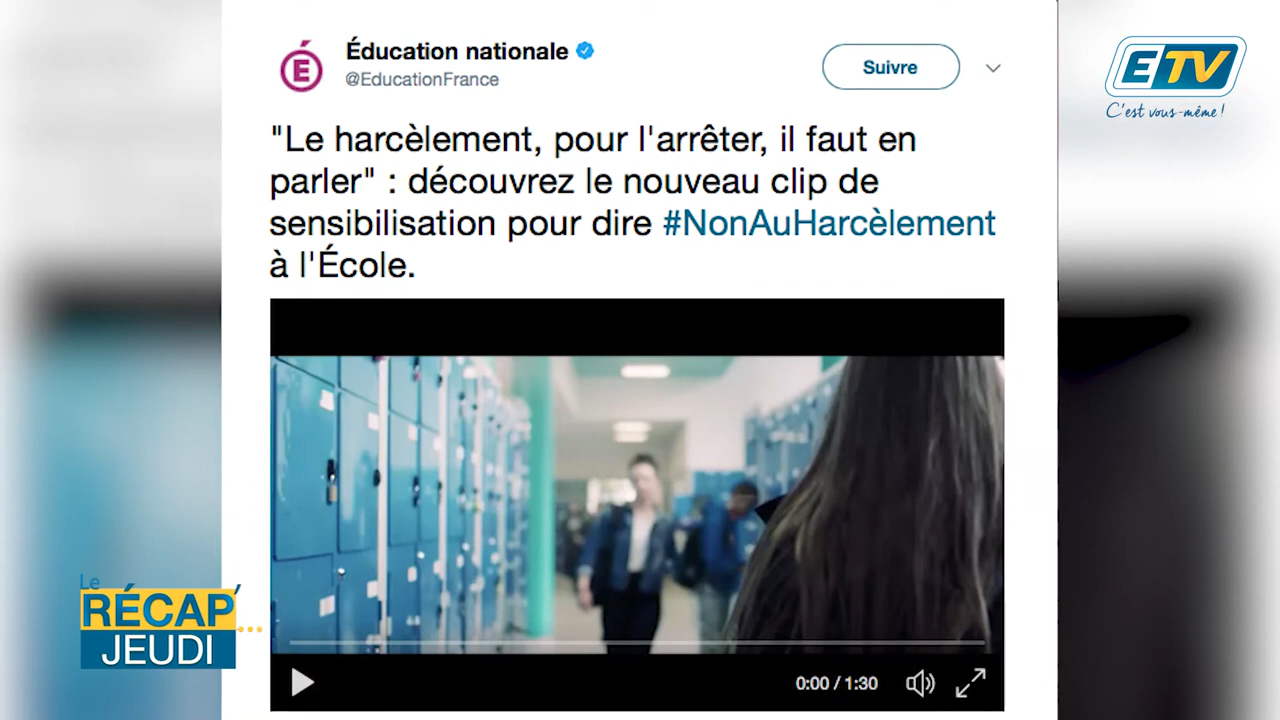 Éducation nationale
@EducationFrance
Suivre
E TV
C'est vous-même !
"Le harcèlement, pour l'arrêter, il faut en
parler" : découvrez le nouveau clip de
sensibilisation pour dire #NonAuHarcèlement
à l'École.
Le
RÉCAP'...
JEUDI
0:00 / 1:30